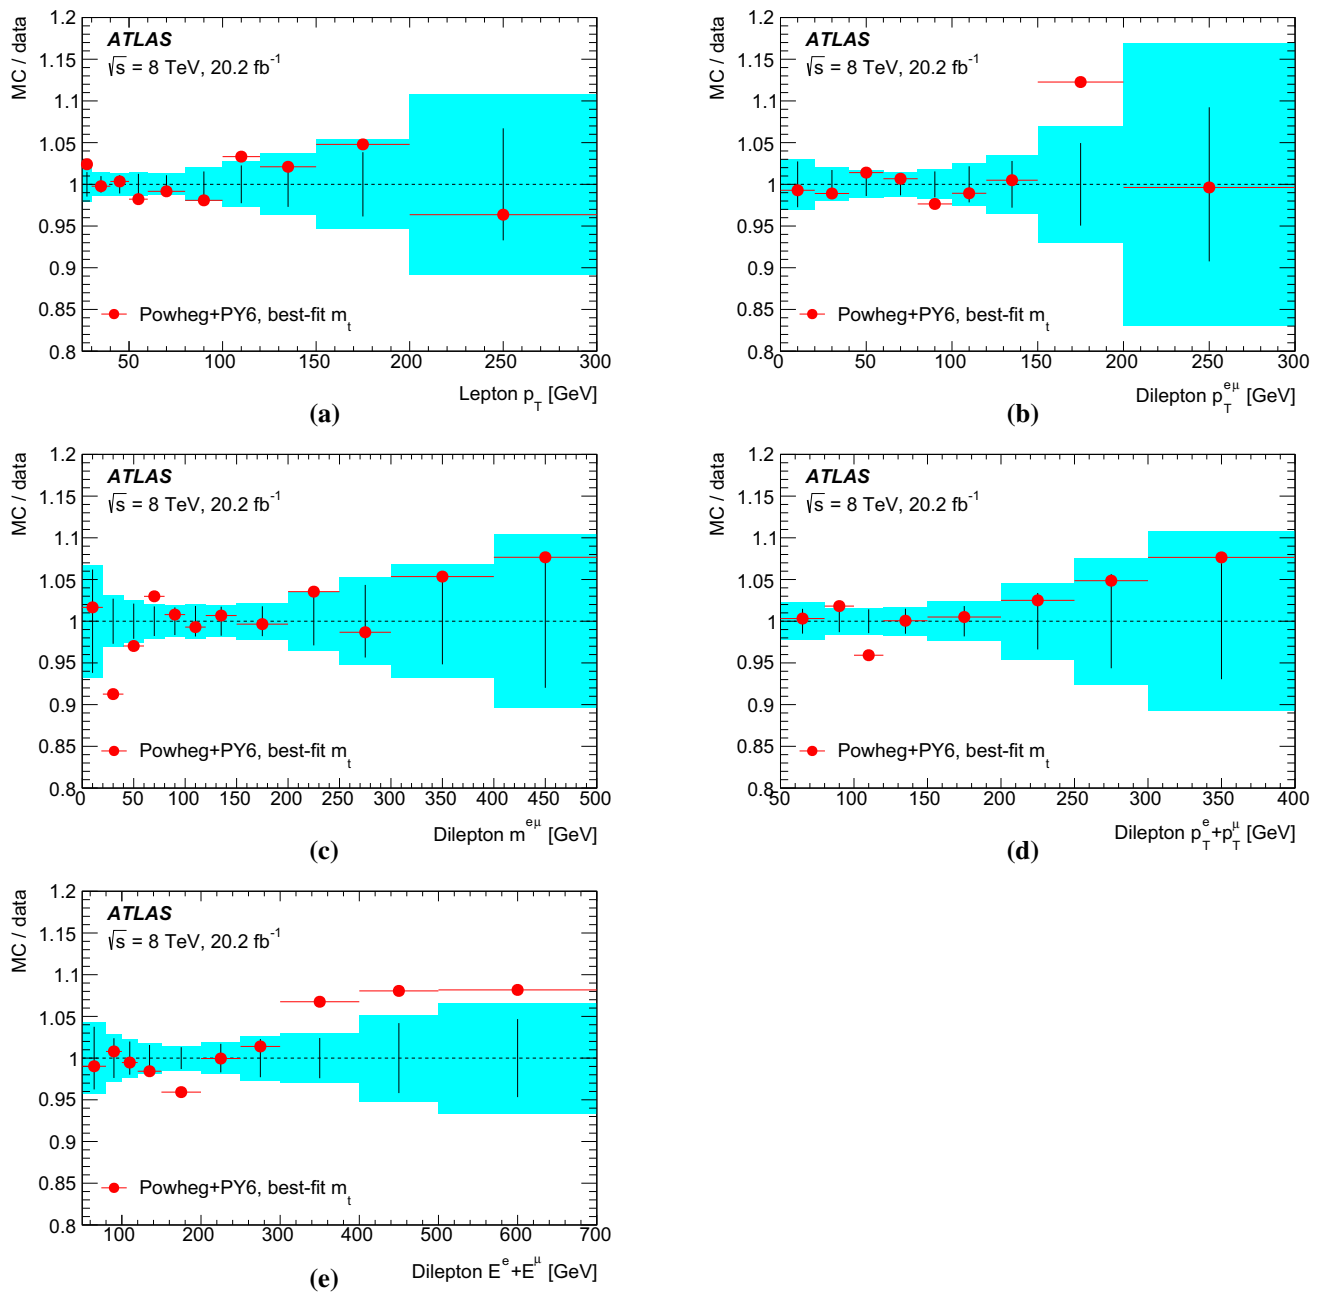 MC / data
1.2
1.15
1.1
1.05
1
0.95
0.9
0.85
0.8
ATLAS
√s = 8 TeV, 20.2 fb-1
Powheg+PY6, best-fit mt
50 100 150 200 250 300
Lepton pT [GeV]
(a)
MC / data
1.2
1.15
1.1
1.05
1
0.95
0.9
0.85
0.8
ATLAS
√s = 8 TeV, 20.2 fb-1
Powheg+PY6, best-fit mt
0 50 100 150 200 250 300
Dilepton pTeμ [GeV]
(b)
MC / data
1.2
1.15
1.1
1.05
1
0.95
0.9
0.85
0.8
ATLAS
√s = 8 TeV, 20.2 fb-1
Powheg+PY6, best-fit mt
0 50 100 150 200 250 300 350 400 450 500
Dilepton meμ [GeV]
(c)
MC / data
1.2
1.15
1.1
1.05
1
0.95
0.9
0.85
0.8
ATLAS
√s = 8 TeV, 20.2 fb-1
Powheg+PY6, best-fit mt
50 100 150 200 250 300 350 400
Dilepton pTe+pTμ [GeV]
(d)
MC / data
1.2
1.15
1.1
1.05
1
0.95
0.9
0.85
0.8
ATLAS
√s = 8 TeV, 20.2 fb-1
Powheg+PY6, best-fit mt
100 200 300 400 500 600 700
Dilepton Ee+Eμ [GeV]
(e)